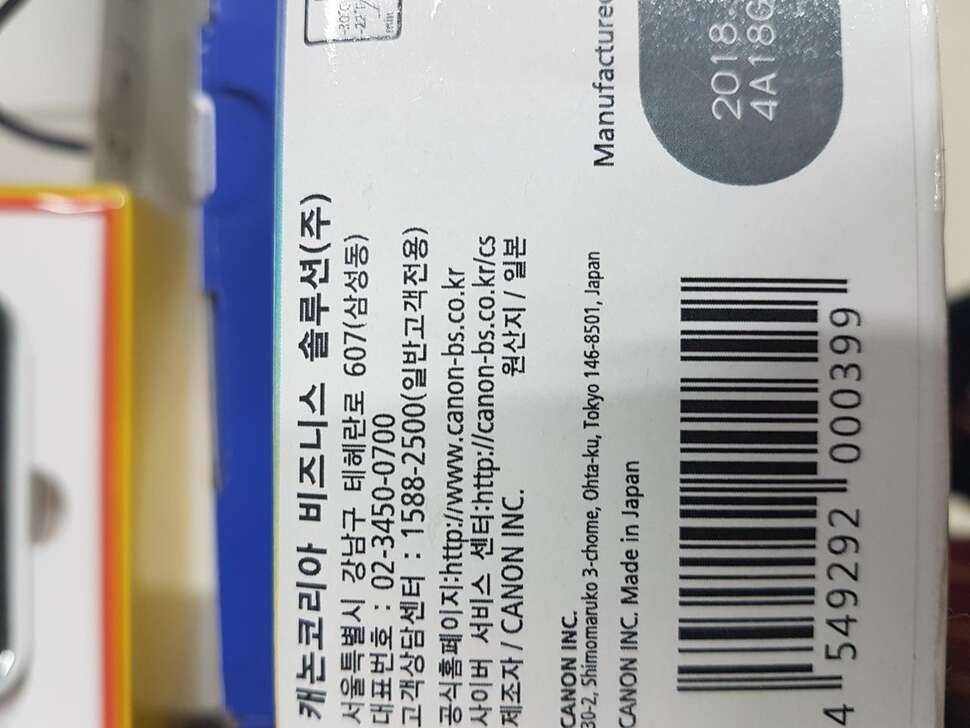 -30°C
-22°F
min
캐논코리아 비즈니스 솔루션(주)
서울특별시 강남구 테헤란로 607(삼성동)
대표번호 : 02-3450-0700
고객상담센터 : 1588-2500(일반고객전용)
공식홈페이지:http://www.canon-bs.co.kr
사이버 서비스 센터:http://canon-bs.co.kr/cs
제조자 / CANON INC. 원산지 / 일본
CANON INC.
30-2, Shimomaruko 3-chome, Ohta-ku, Tokyo 146-8501, Japan
CANON INC. Made in Japan
Manufactured
2018.
4A18G
4 549292 000399